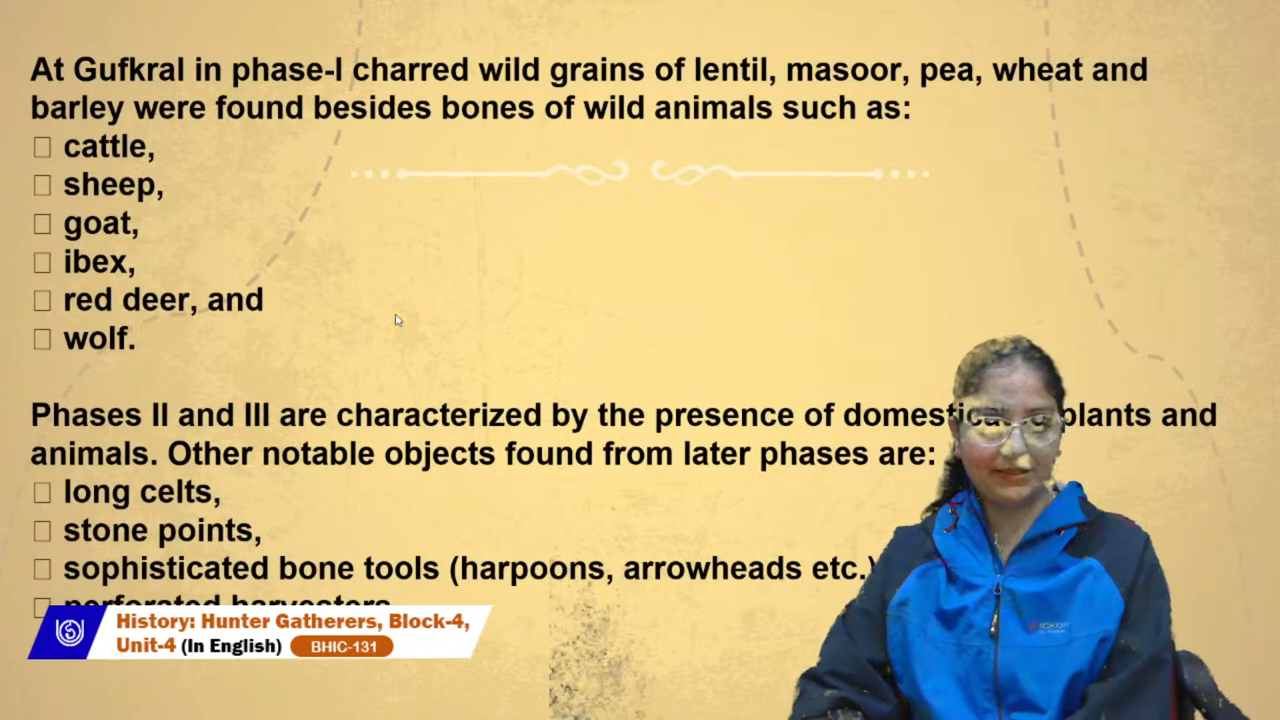 At Gufkral in phase-I charred wild grains of lentil, masoor, pea, wheat and
barley were found besides bones of wild animals such as:
cattle,
sheep,
goat,
ibex,
red deer, and
wolf.
Phases II and III are characterized by the presence of plants and
animals. Other notable objects found from later phases are:
long celts,
stone points,
sophisticated bone tools (harpoons, arrowheads etc.)
perforated harvesters
History: Hunter Gatherers, Block-4,
Unit-4 (In English) BHIC-131